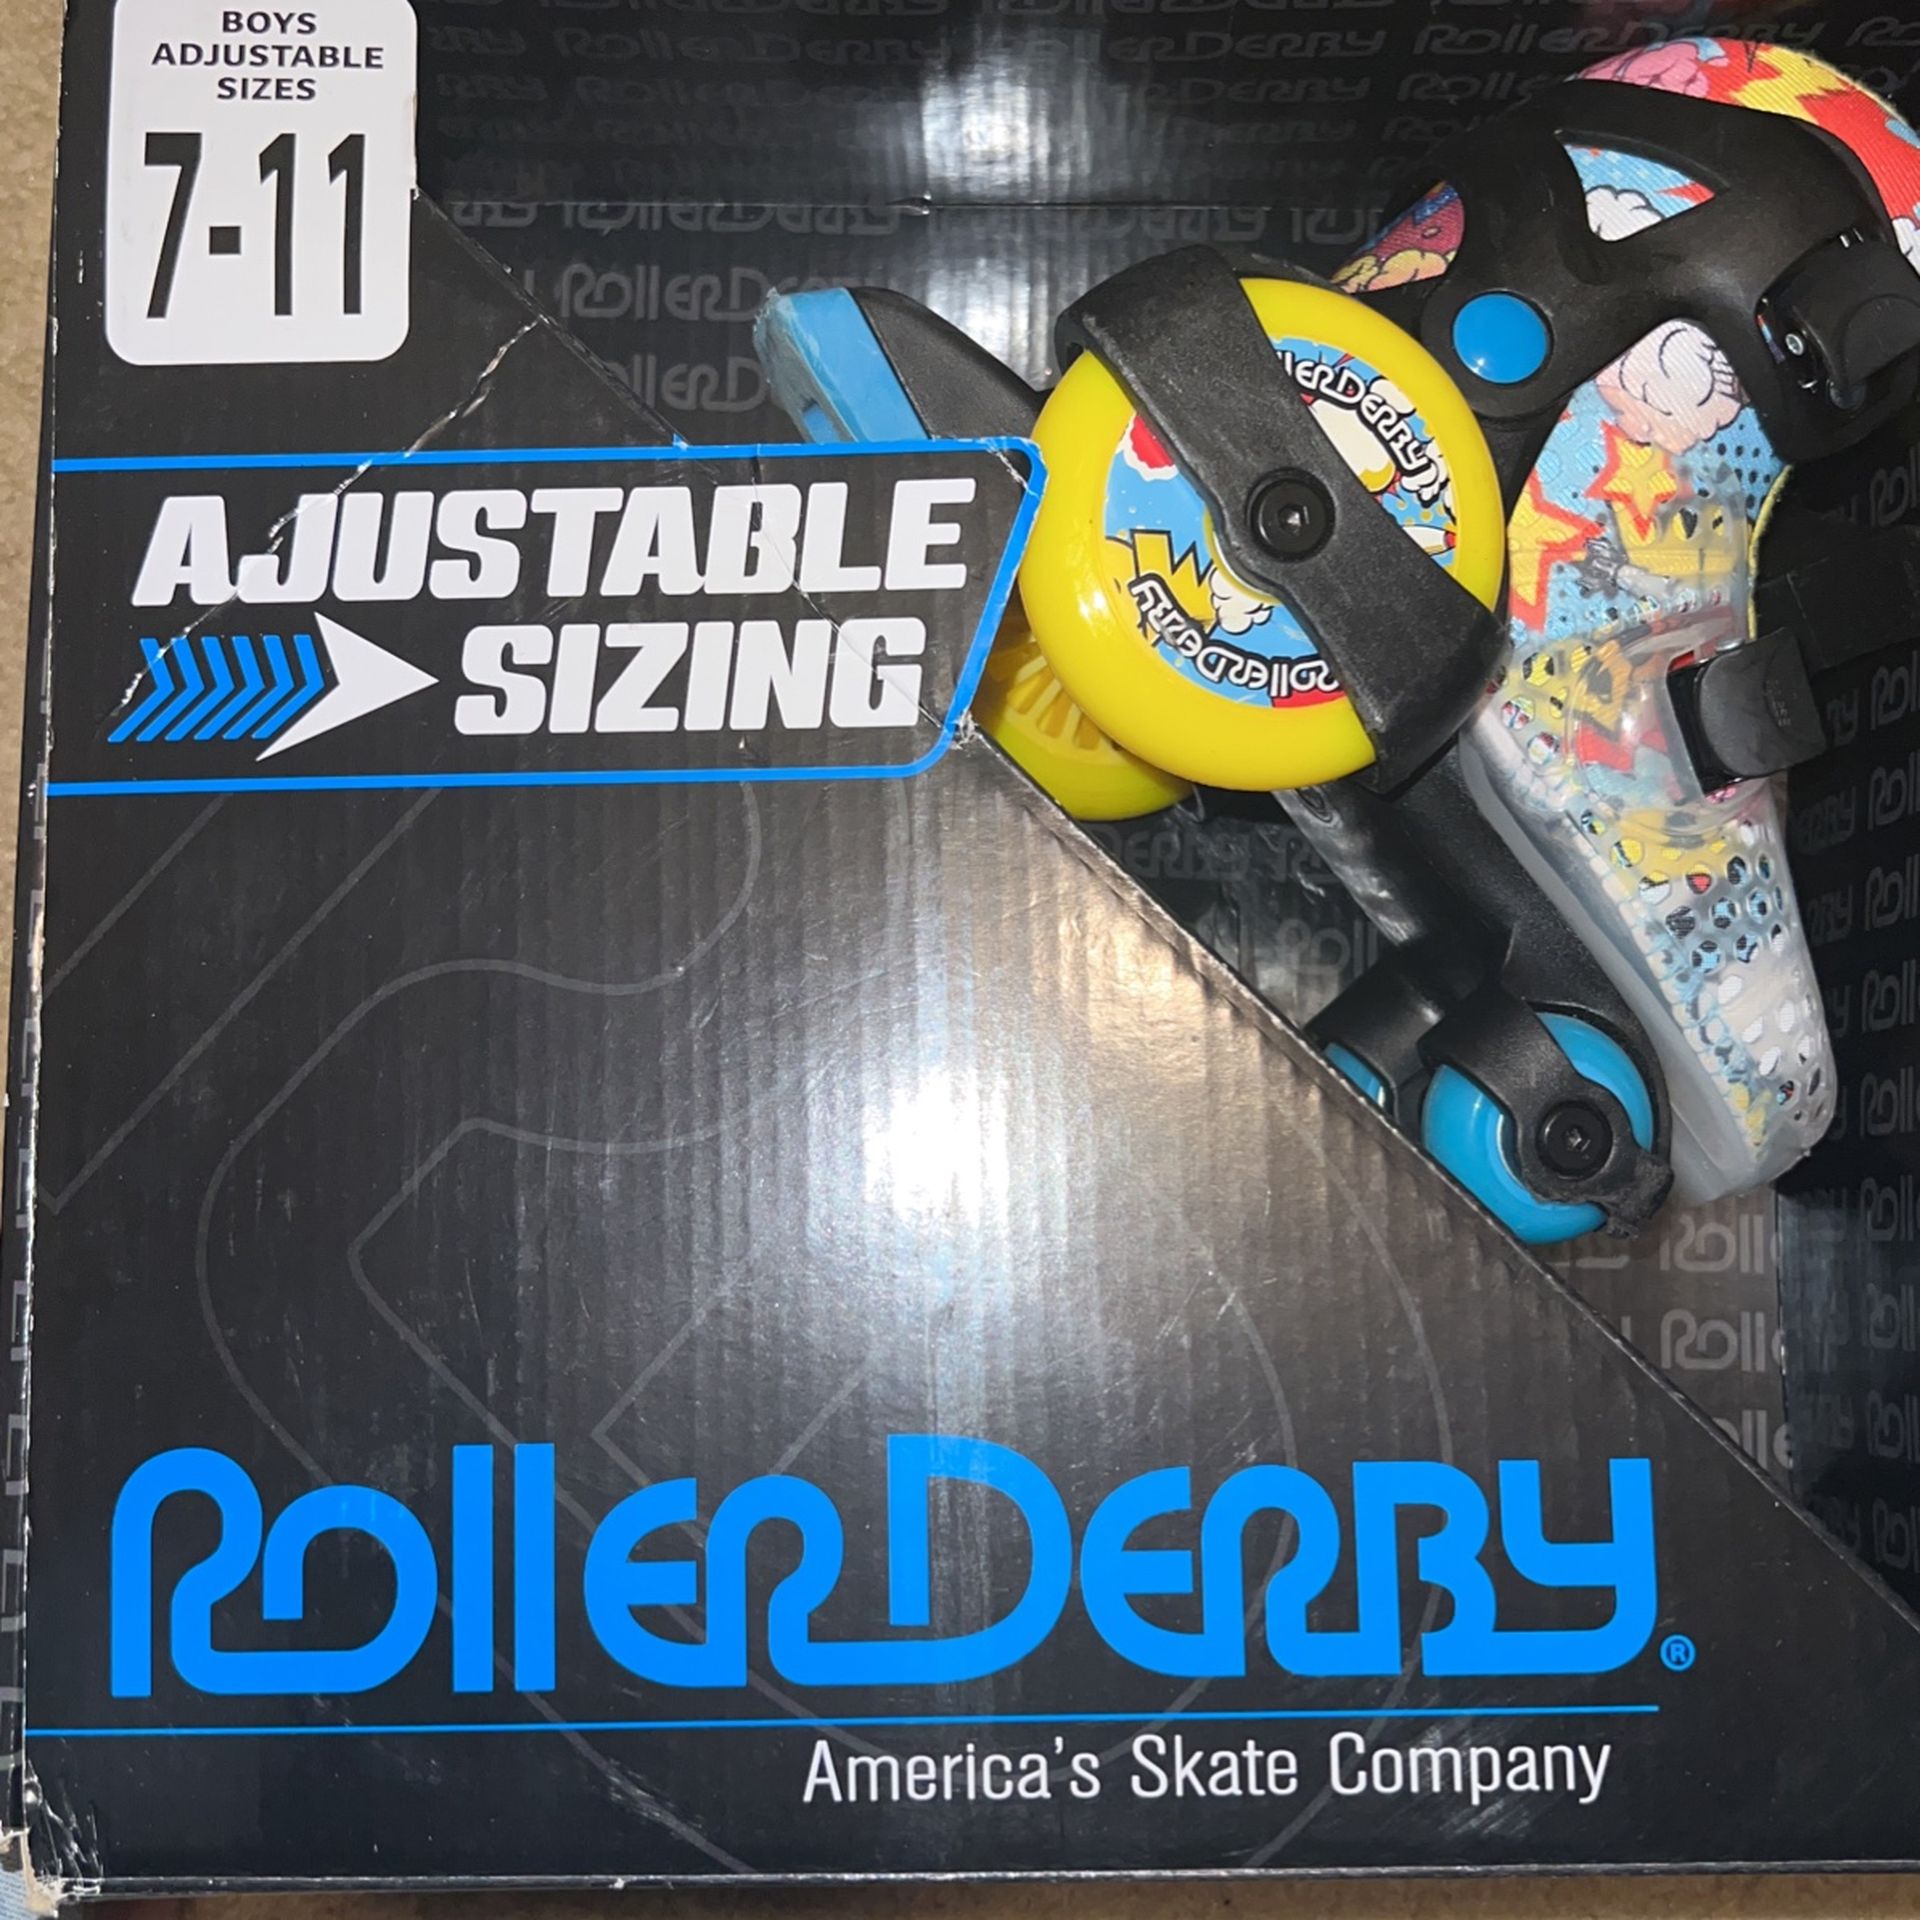 BOYS
ADJUSTABLE
SIZES
7-11
AJUSTABLE
SIZING
RollerDerby
RollerDerby
RollerDerby®
America's Skate Company